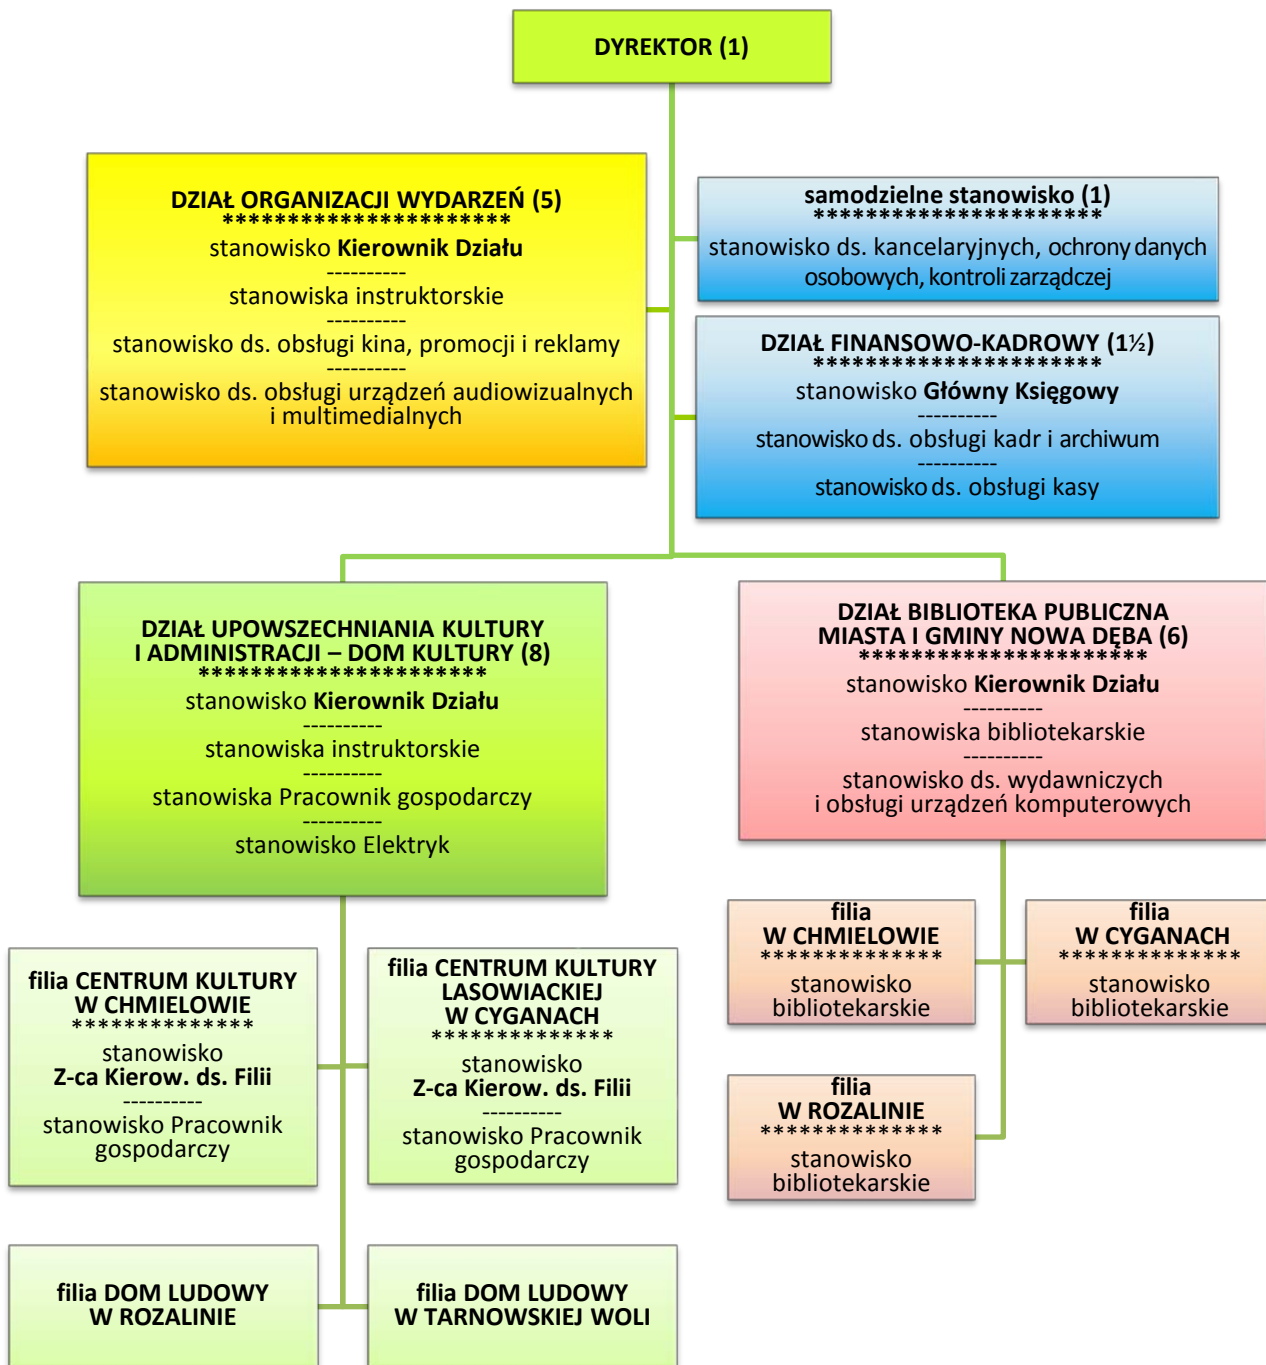 DYREKTOR (1)
DZIAŁ ORGANIZACJI WYDARZEŃ (5)
**********************
stanowisko Kierownik Działu
----------
stanowiska instruktorskie
----------
stanowisko ds. obsługi kina, promocji i reklamy
----------
stanowisko ds. obsługi urządzeń audiowizualnych
i multimedialnych
samodzielne stanowisko (1)
**********************
stanowisko ds. kancelaryjnych, ochrony danych
osobowych, kontroli zarządczej
DZIAŁ FINANSOWO-KADROWY (1½)
**********************
stanowisko Główny Księgowy
----------
stanowisko ds. obsługi kadr i archiwum
----------
stanowisko ds. obsługi kasy
DZIAŁ UPOWSZECHNIANIA KULTURY
I ADMINISTRACJI – DOM KULTURY (8)
**********************
stanowisko Kierownik Działu
----------
stanowiska instruktorskie
----------
stanowiska Pracownik gospodarczy
----------
stanowisko Elektryk
DZIAŁ BIBLIOTEKA PUBLICZNA
MIASTA I GMINY NOWA DĘBA (6)
**********************
stanowisko Kierownik Działu
----------
stanowiska bibliotekarskie
----------
stanowisko ds. wydawniczych
i obsługi urządzeń komputerowych
filia CENTRUM KULTURY
W CHMIELOWIE
**************
stanowisko
Z-ca Kierow. ds. Filii
----------
stanowisko Pracownik
gospodarczy
filia CENTRUM KULTURY
LASOWIACKIEJ
W CYGANACH
**************
stanowisko
Z-ca Kierow. ds. Filii
----------
stanowisko Pracownik
gospodarczy
filia
W CHMIELOWIE
**************
stanowisko
bibliotekarskie
filia
W CYGANACH
**************
stanowisko
bibliotekarskie
filia
W ROZALINIE
**************
stanowisko
bibliotekarskie
filia DOM LUDOWY
W ROZALINIE
filia DOM LUDOWY
W TARNOWSKIEJ WOLI